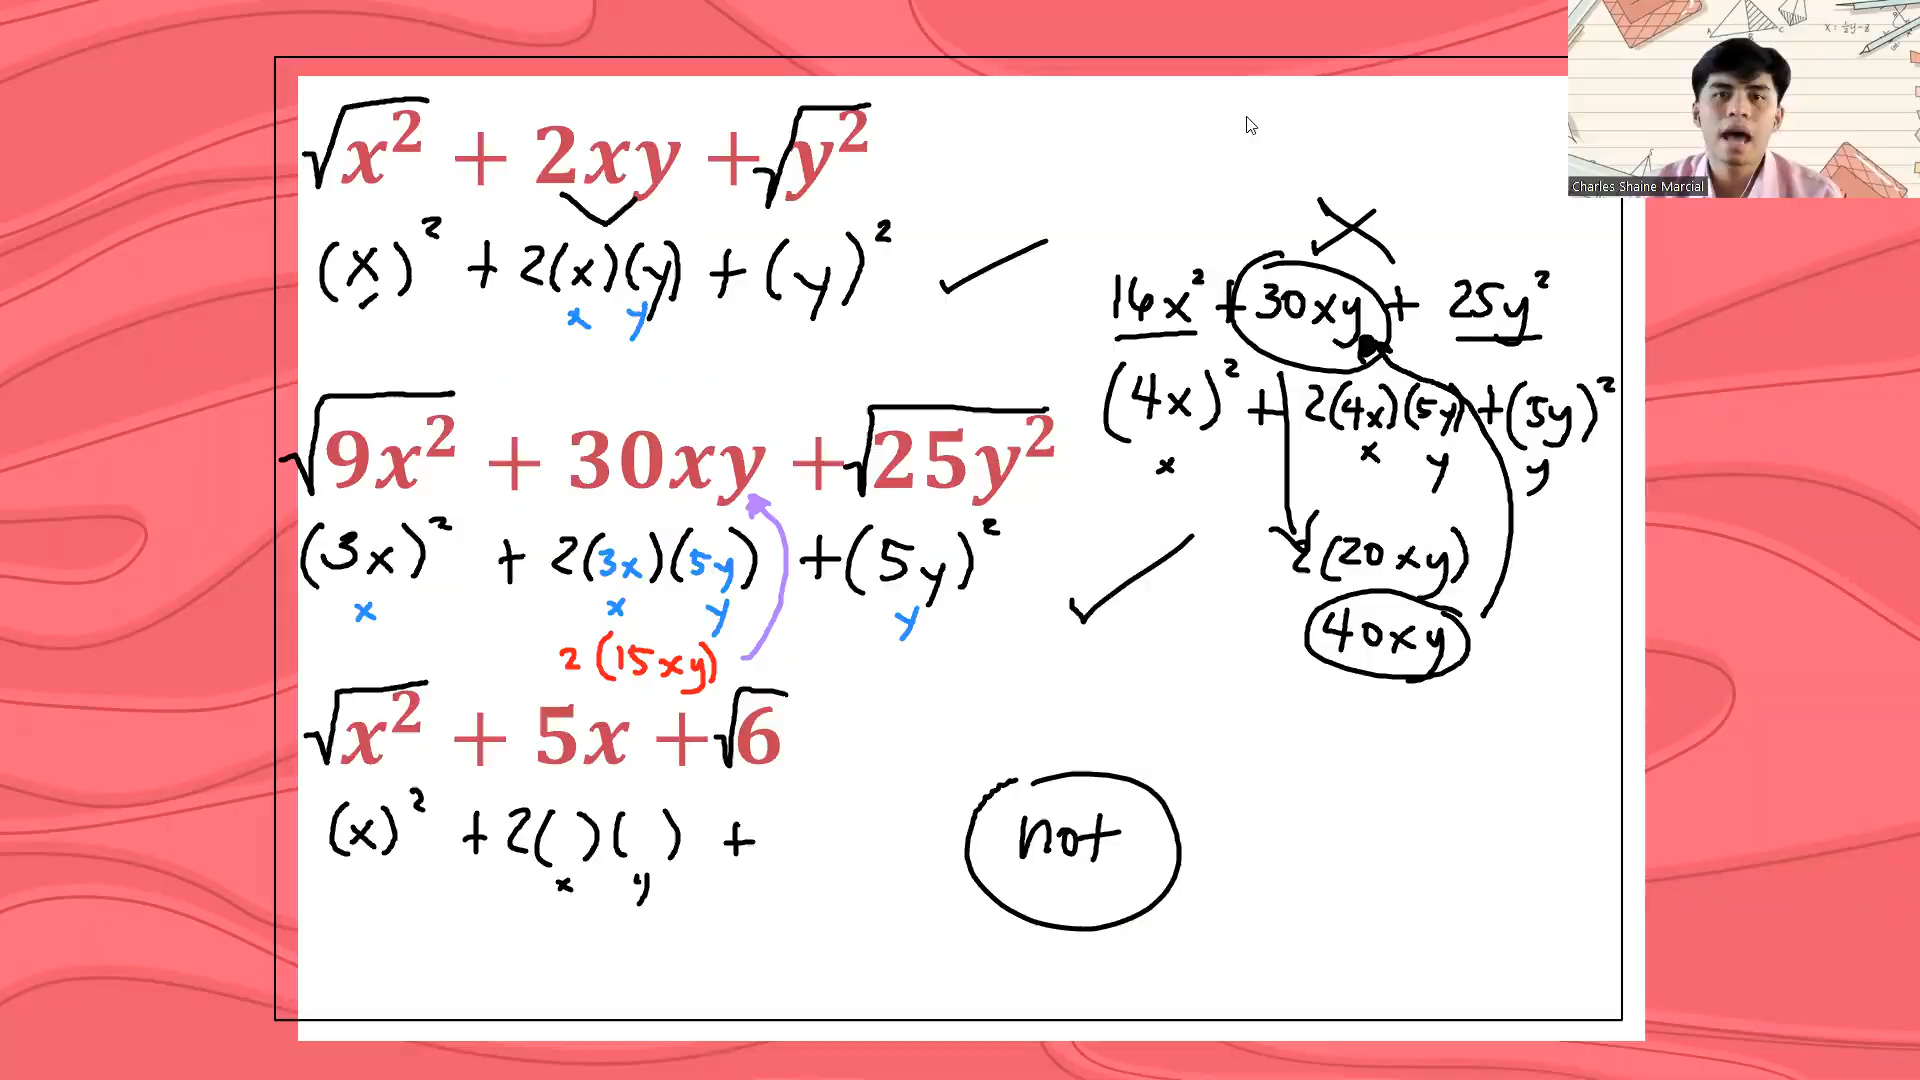 √x² + 2xy + √y²
(x)² + 2(x)(y) + (y)² ✓
x y
√9x² + 30xy + √25y²
(3x)² + 2(3x)(5y) + (5y)² ✓
x x y y
2(15xy)
√x² + 5x + √6
(x)² + 2( )( ) +
x y
not
16x² + 30xy + 25y²
(4x)² + 2(4x)(5y) + (5y)²
x x y y
2(20xy)
40xy
Charles Shaine Marcial